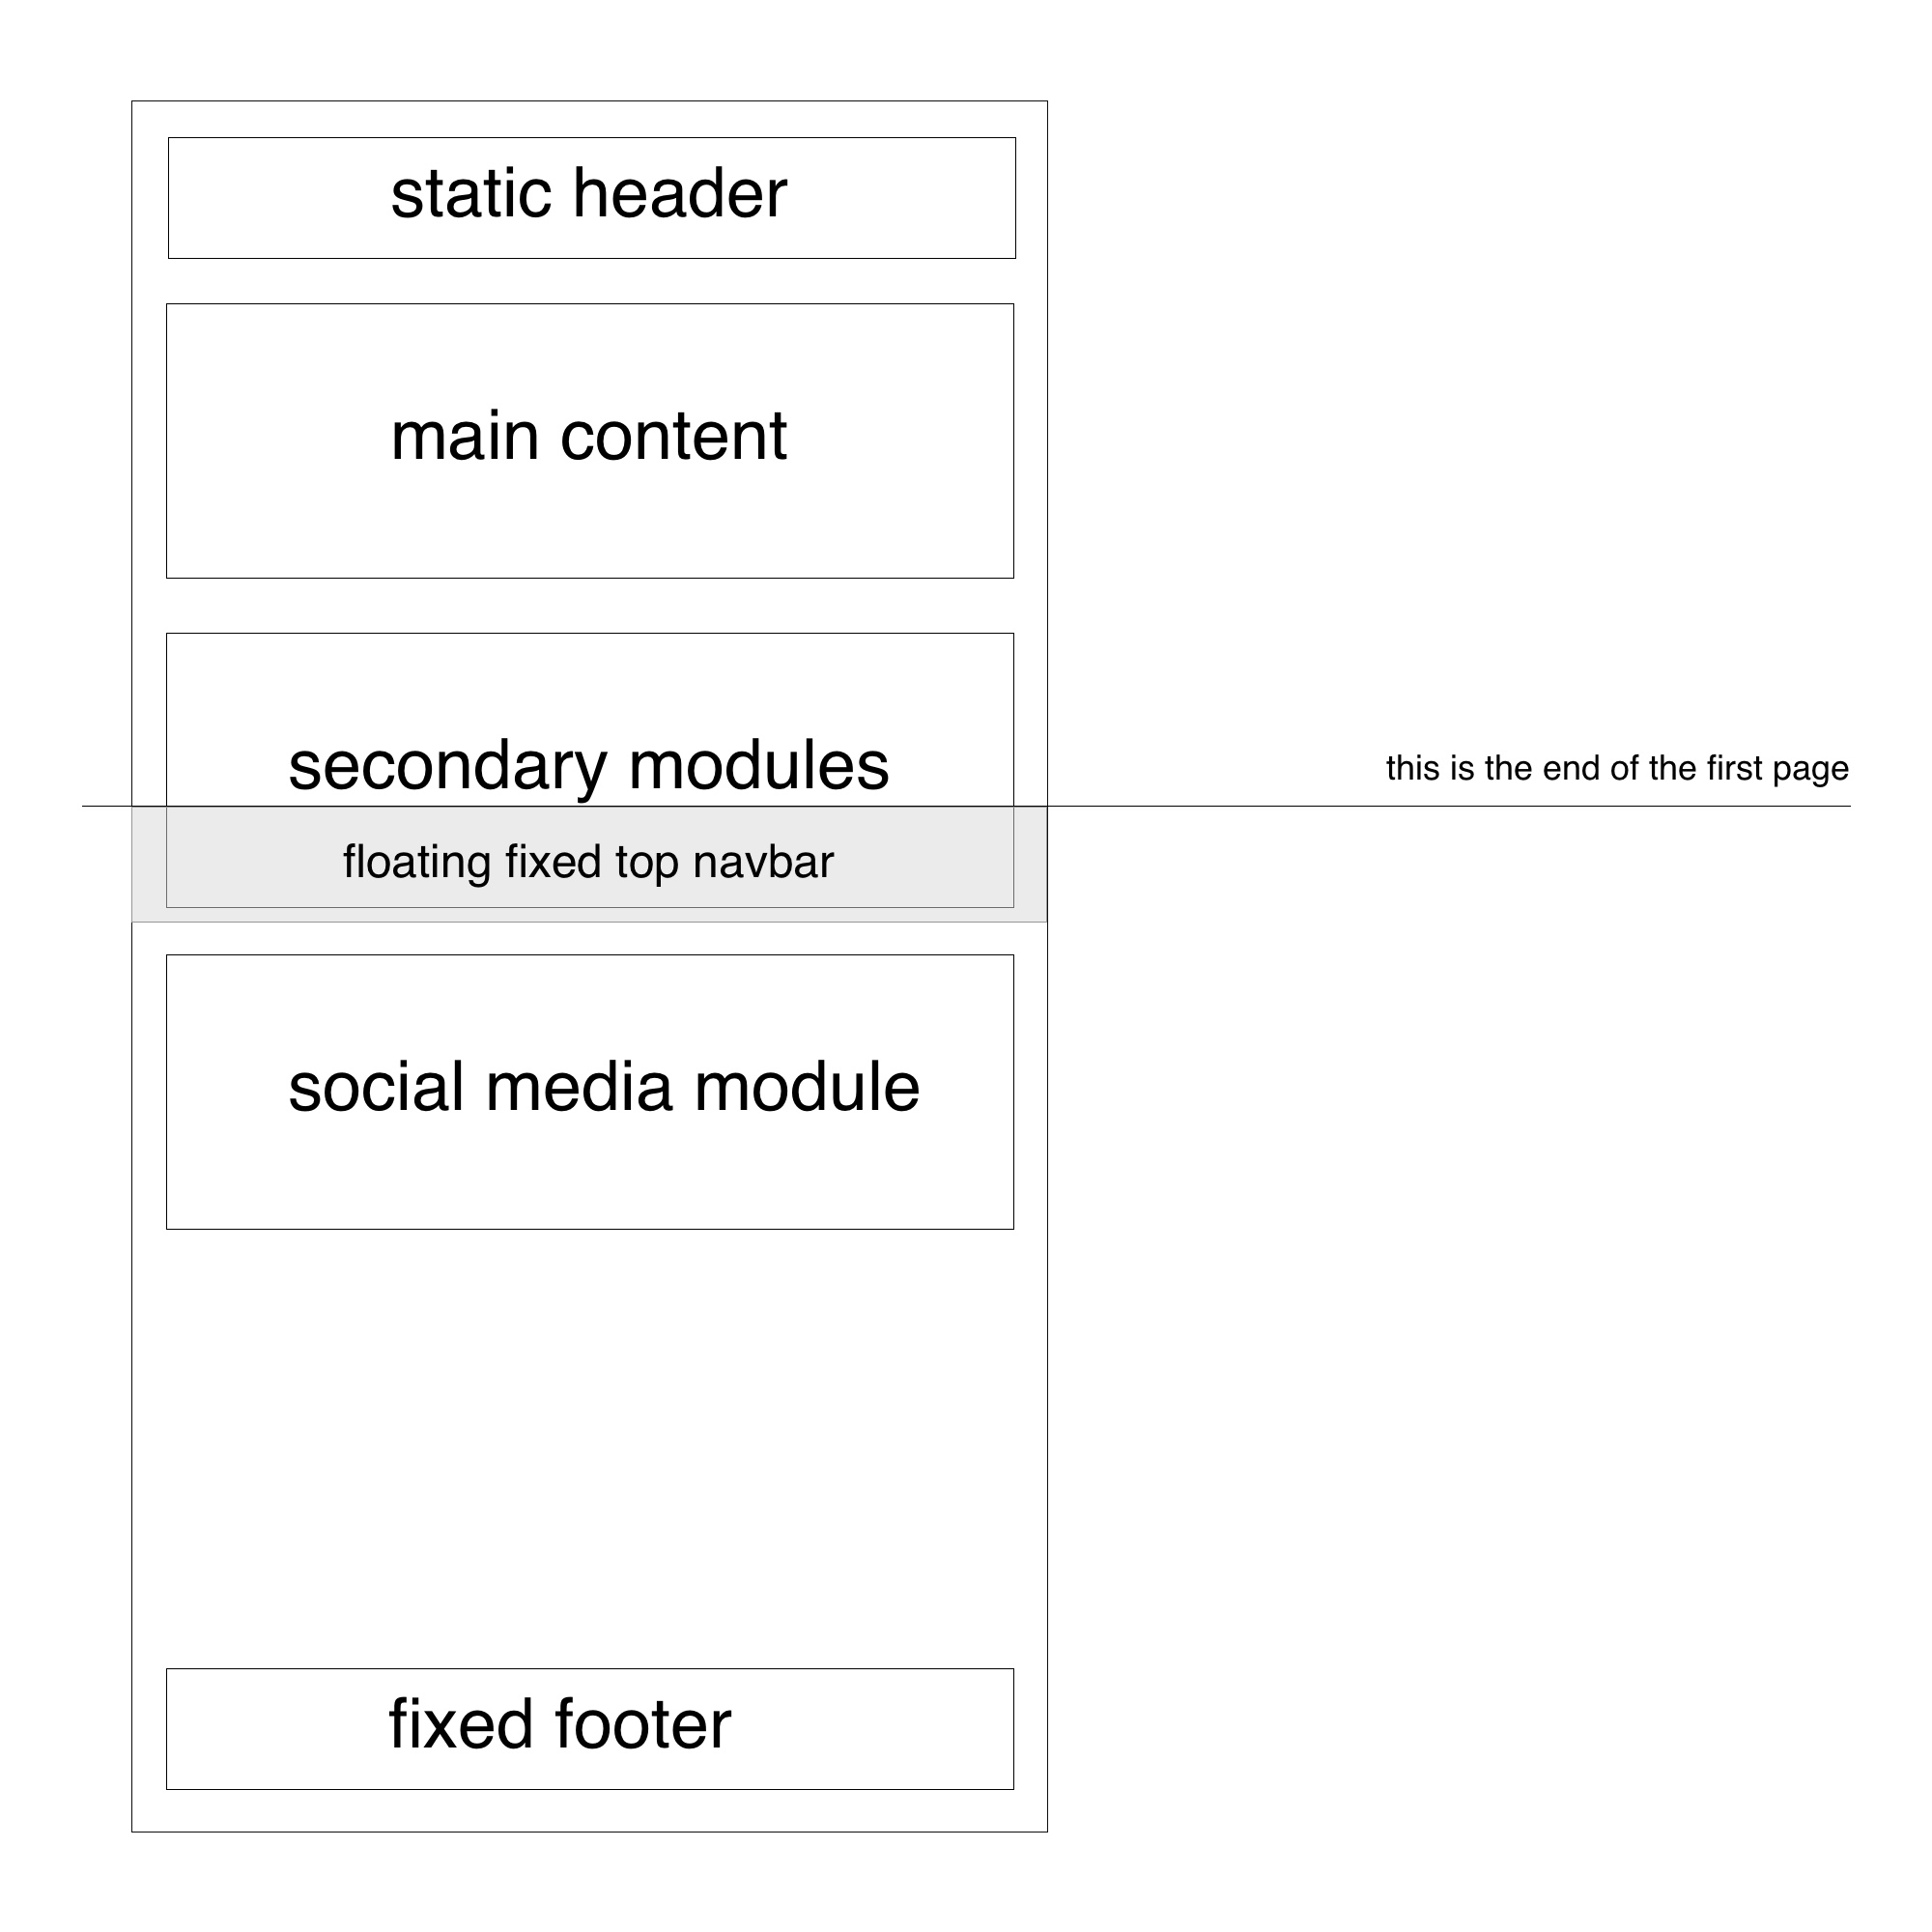 static header
main content
secondary modules
this is the end of the first page
floating fixed top navbar
social media module
fixed footer